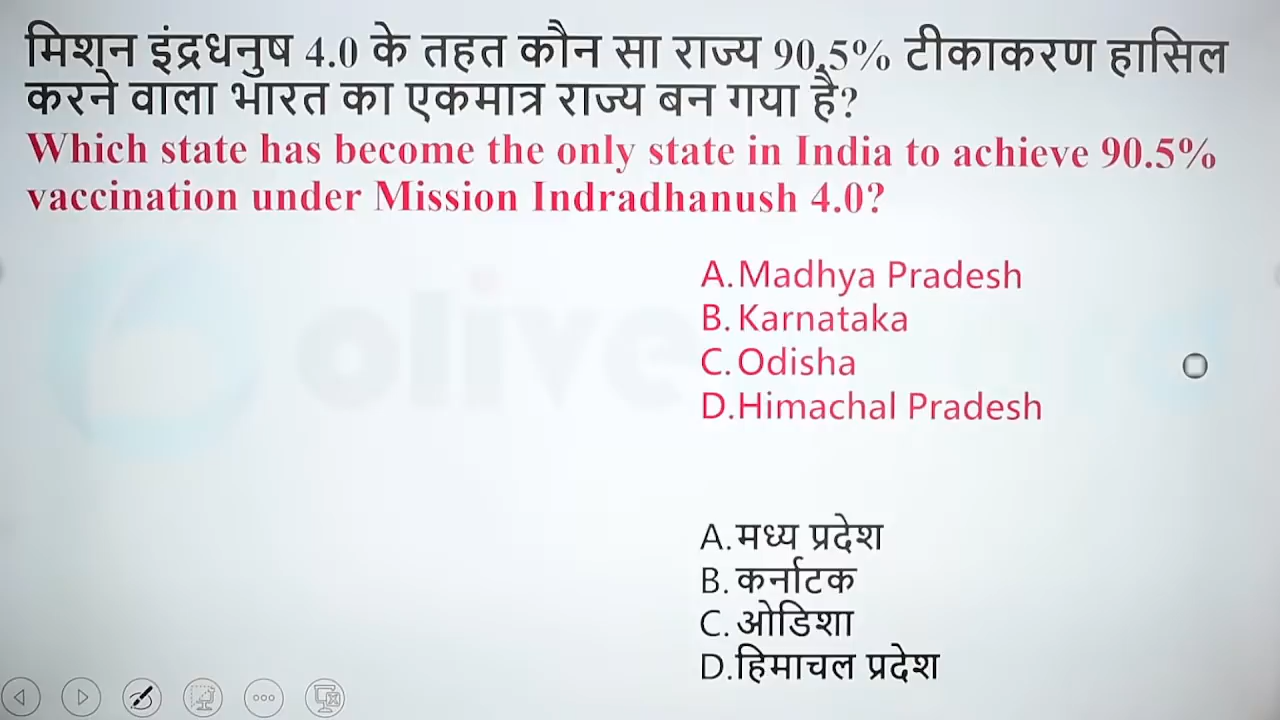 मिशन इंद्रधनुष 4.0 के तहत कौन सा राज्य 90.5% टीकाकरण हासिल
करने वाला भारत का एकमात्र राज्य बन गया है?
Which state has become the only state in India to achieve 90.5%
vaccination under Mission Indradhanush 4.0?
A. Madhya Pradesh
B. Karnataka
C. Odisha
D. Himachal Pradesh
olive
A. मध्य प्रदेश
B. कर्नाटक
C. ओडिशा
D. हिमाचल प्रदेश